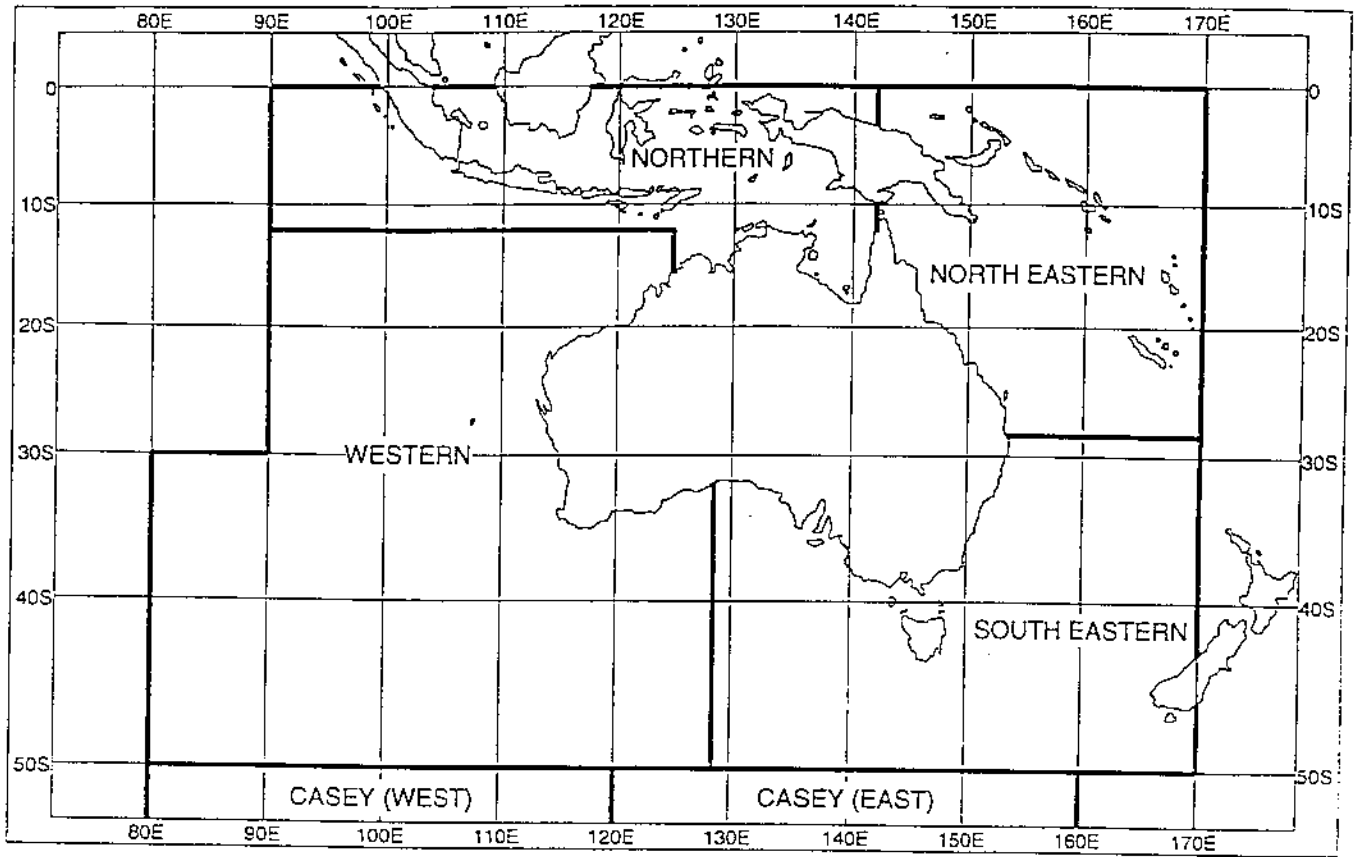 80E 90E 100E 110E 120E 130E 140E 150E 160E 170E
0 0
NORTHERN
10S 10S
NORTH EASTERN
20S 20S
30S WESTERN 30S
40S 40S
SOUTH EASTERN
50S 50S
CASEY (WEST) CASEY (EAST)
80E 90E 100E 110E 120E 130E 140E 150E 160E 170E